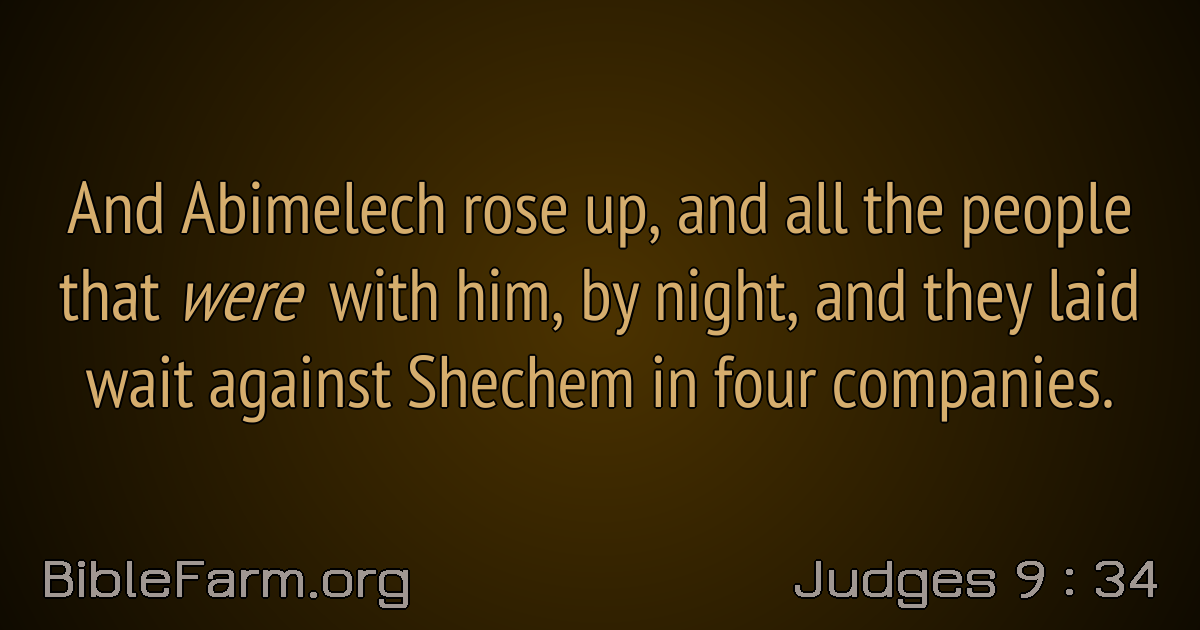 And Abimelech rose up, and all the people
that were with him, by night, and they laid
wait against Shechem in four companies.
BibleFarm.org
Judges 9 : 34